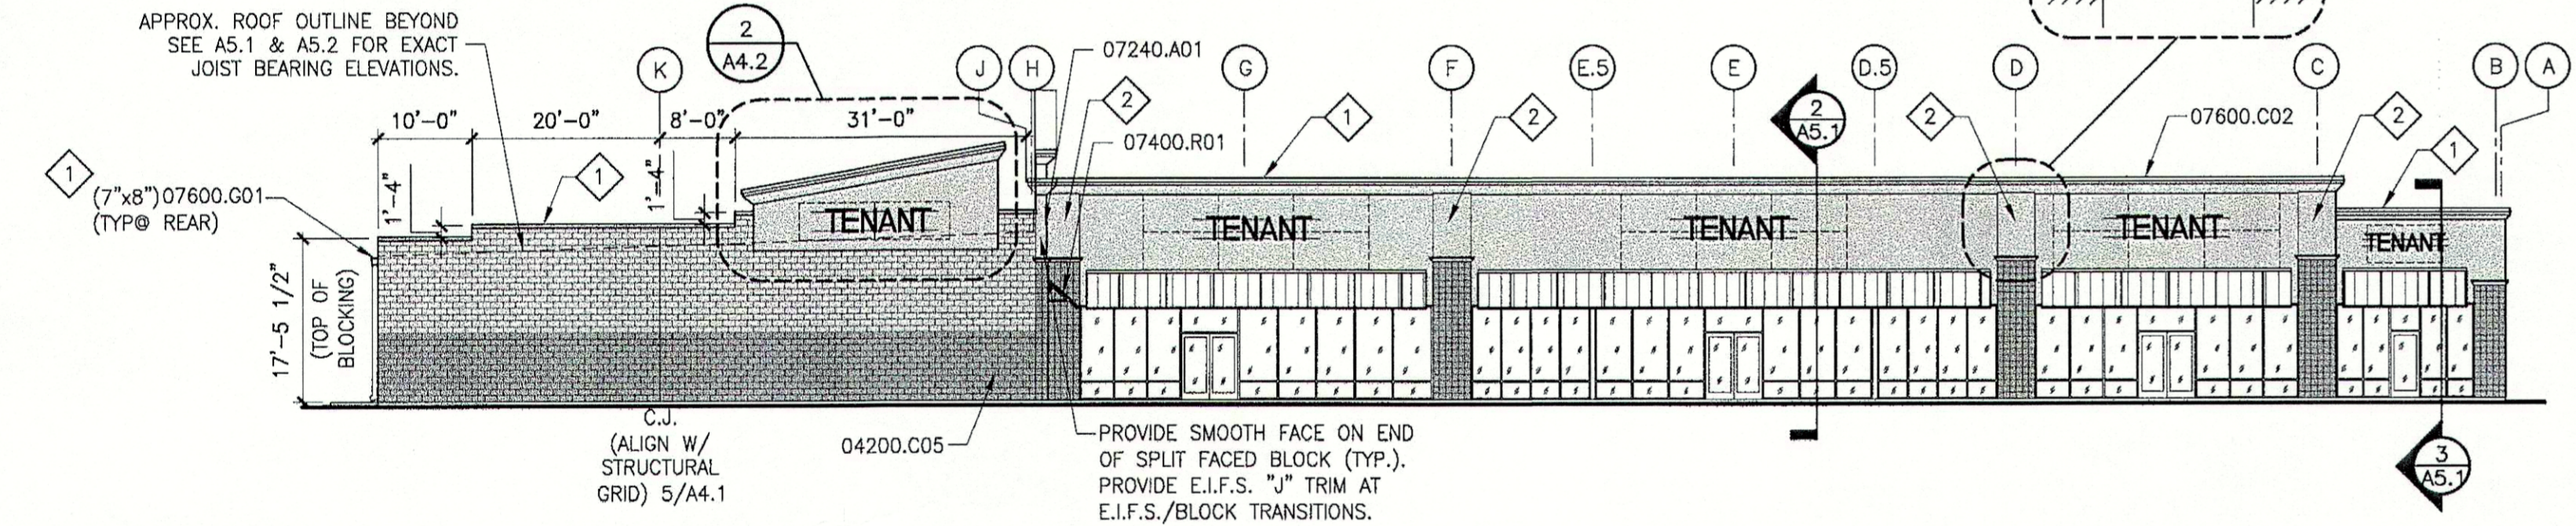 APPROX. ROOF OUTLINE BEYOND
SEE A5.1 & A5.2 FOR EXACT
JOIST BEARING ELEVATIONS.
2
A4.2
K
J
H
07240.A01
2
07400.R01
G
1
F
2
E.5
E
2
A5.1
D.5
2
D
07600.C02
C
2
1
B
A
10'-0"
20'-0"
8'-0"
31'-0"
1
(7"x8")07600.G01
(TYP@ REAR)
1'-4"
1
1'-4"
TENANT
TENANT
TENANT
TENANT
TENANT
17'-5 1/2"
(TOP OF
BLOCKING)
C.J.
(ALIGN W/
STRUCTURAL
GRID) 5/A4.1
04200.C05
PROVIDE SMOOTH FACE ON END
OF SPLIT FACED BLOCK (TYP.).
PROVIDE E.I.F.S. "J" TRIM AT
E.I.F.S./BLOCK TRANSITIONS.
3
A5.1